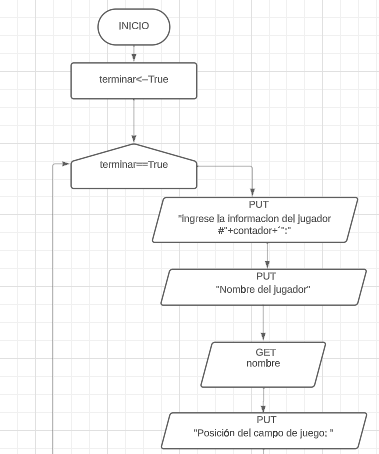 INICIO
terminar<–True
terminar==True
PUT
"Ingrese la informacion del jugador
#"+contador+´":"
PUT
"Nombre del jugador"
GET
nombre
PUT
"Posición del campo de juego: "